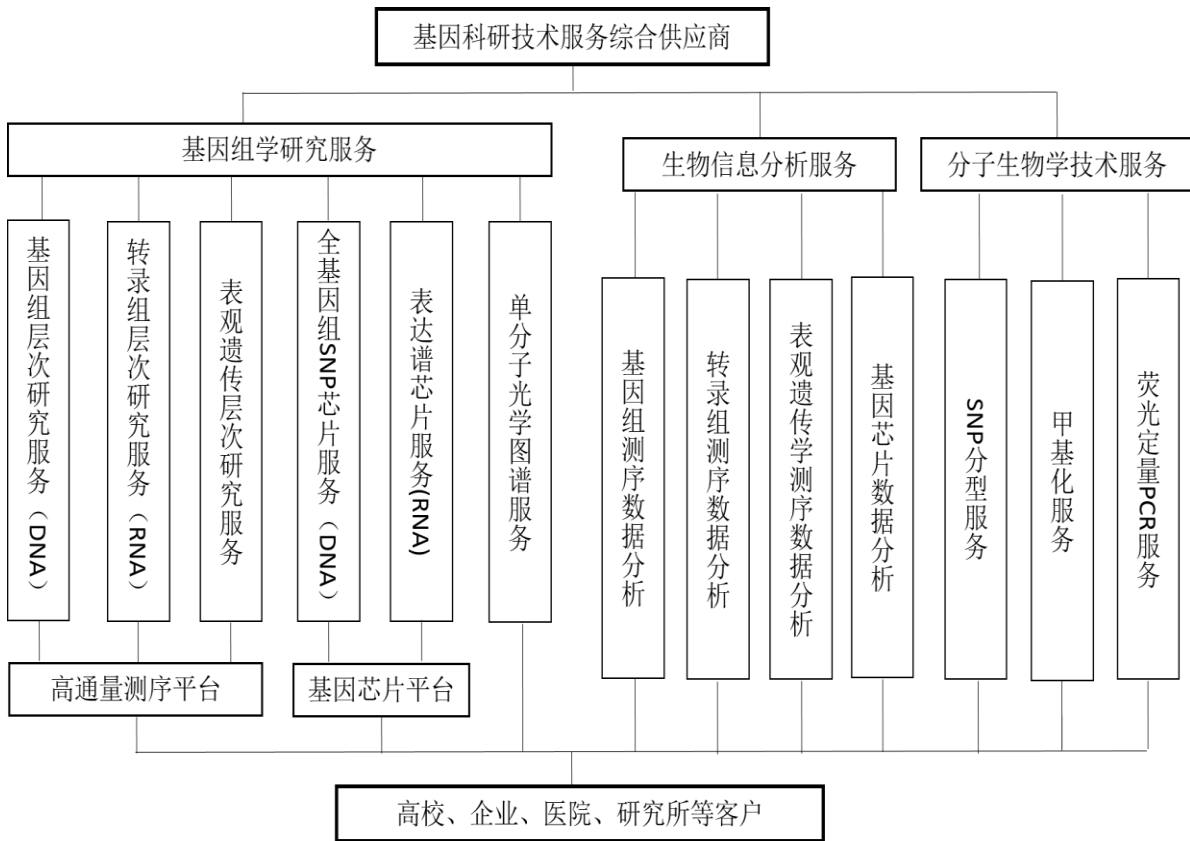 基因科研技术服务综合供应商
基因组学研究服务
生物信息分析服务
分子生物学技术服务
基因组层次研究服务（DNA）
转录组层次研究服务（RNA）
表观遗传层次研究服务
全基因组SNP芯片服务（DNA）
表达谱芯片服务(RNA)
单分子光学图谱服务
基因组测序数据分析
转录组测序数据分析
表观遗传学测序数据分析
基因芯片数据分析
SNP分型服务
甲基化服务
荧光定量PCR服务
高通量测序平台
基因芯片平台
高校、企业、医院、研究所等客户